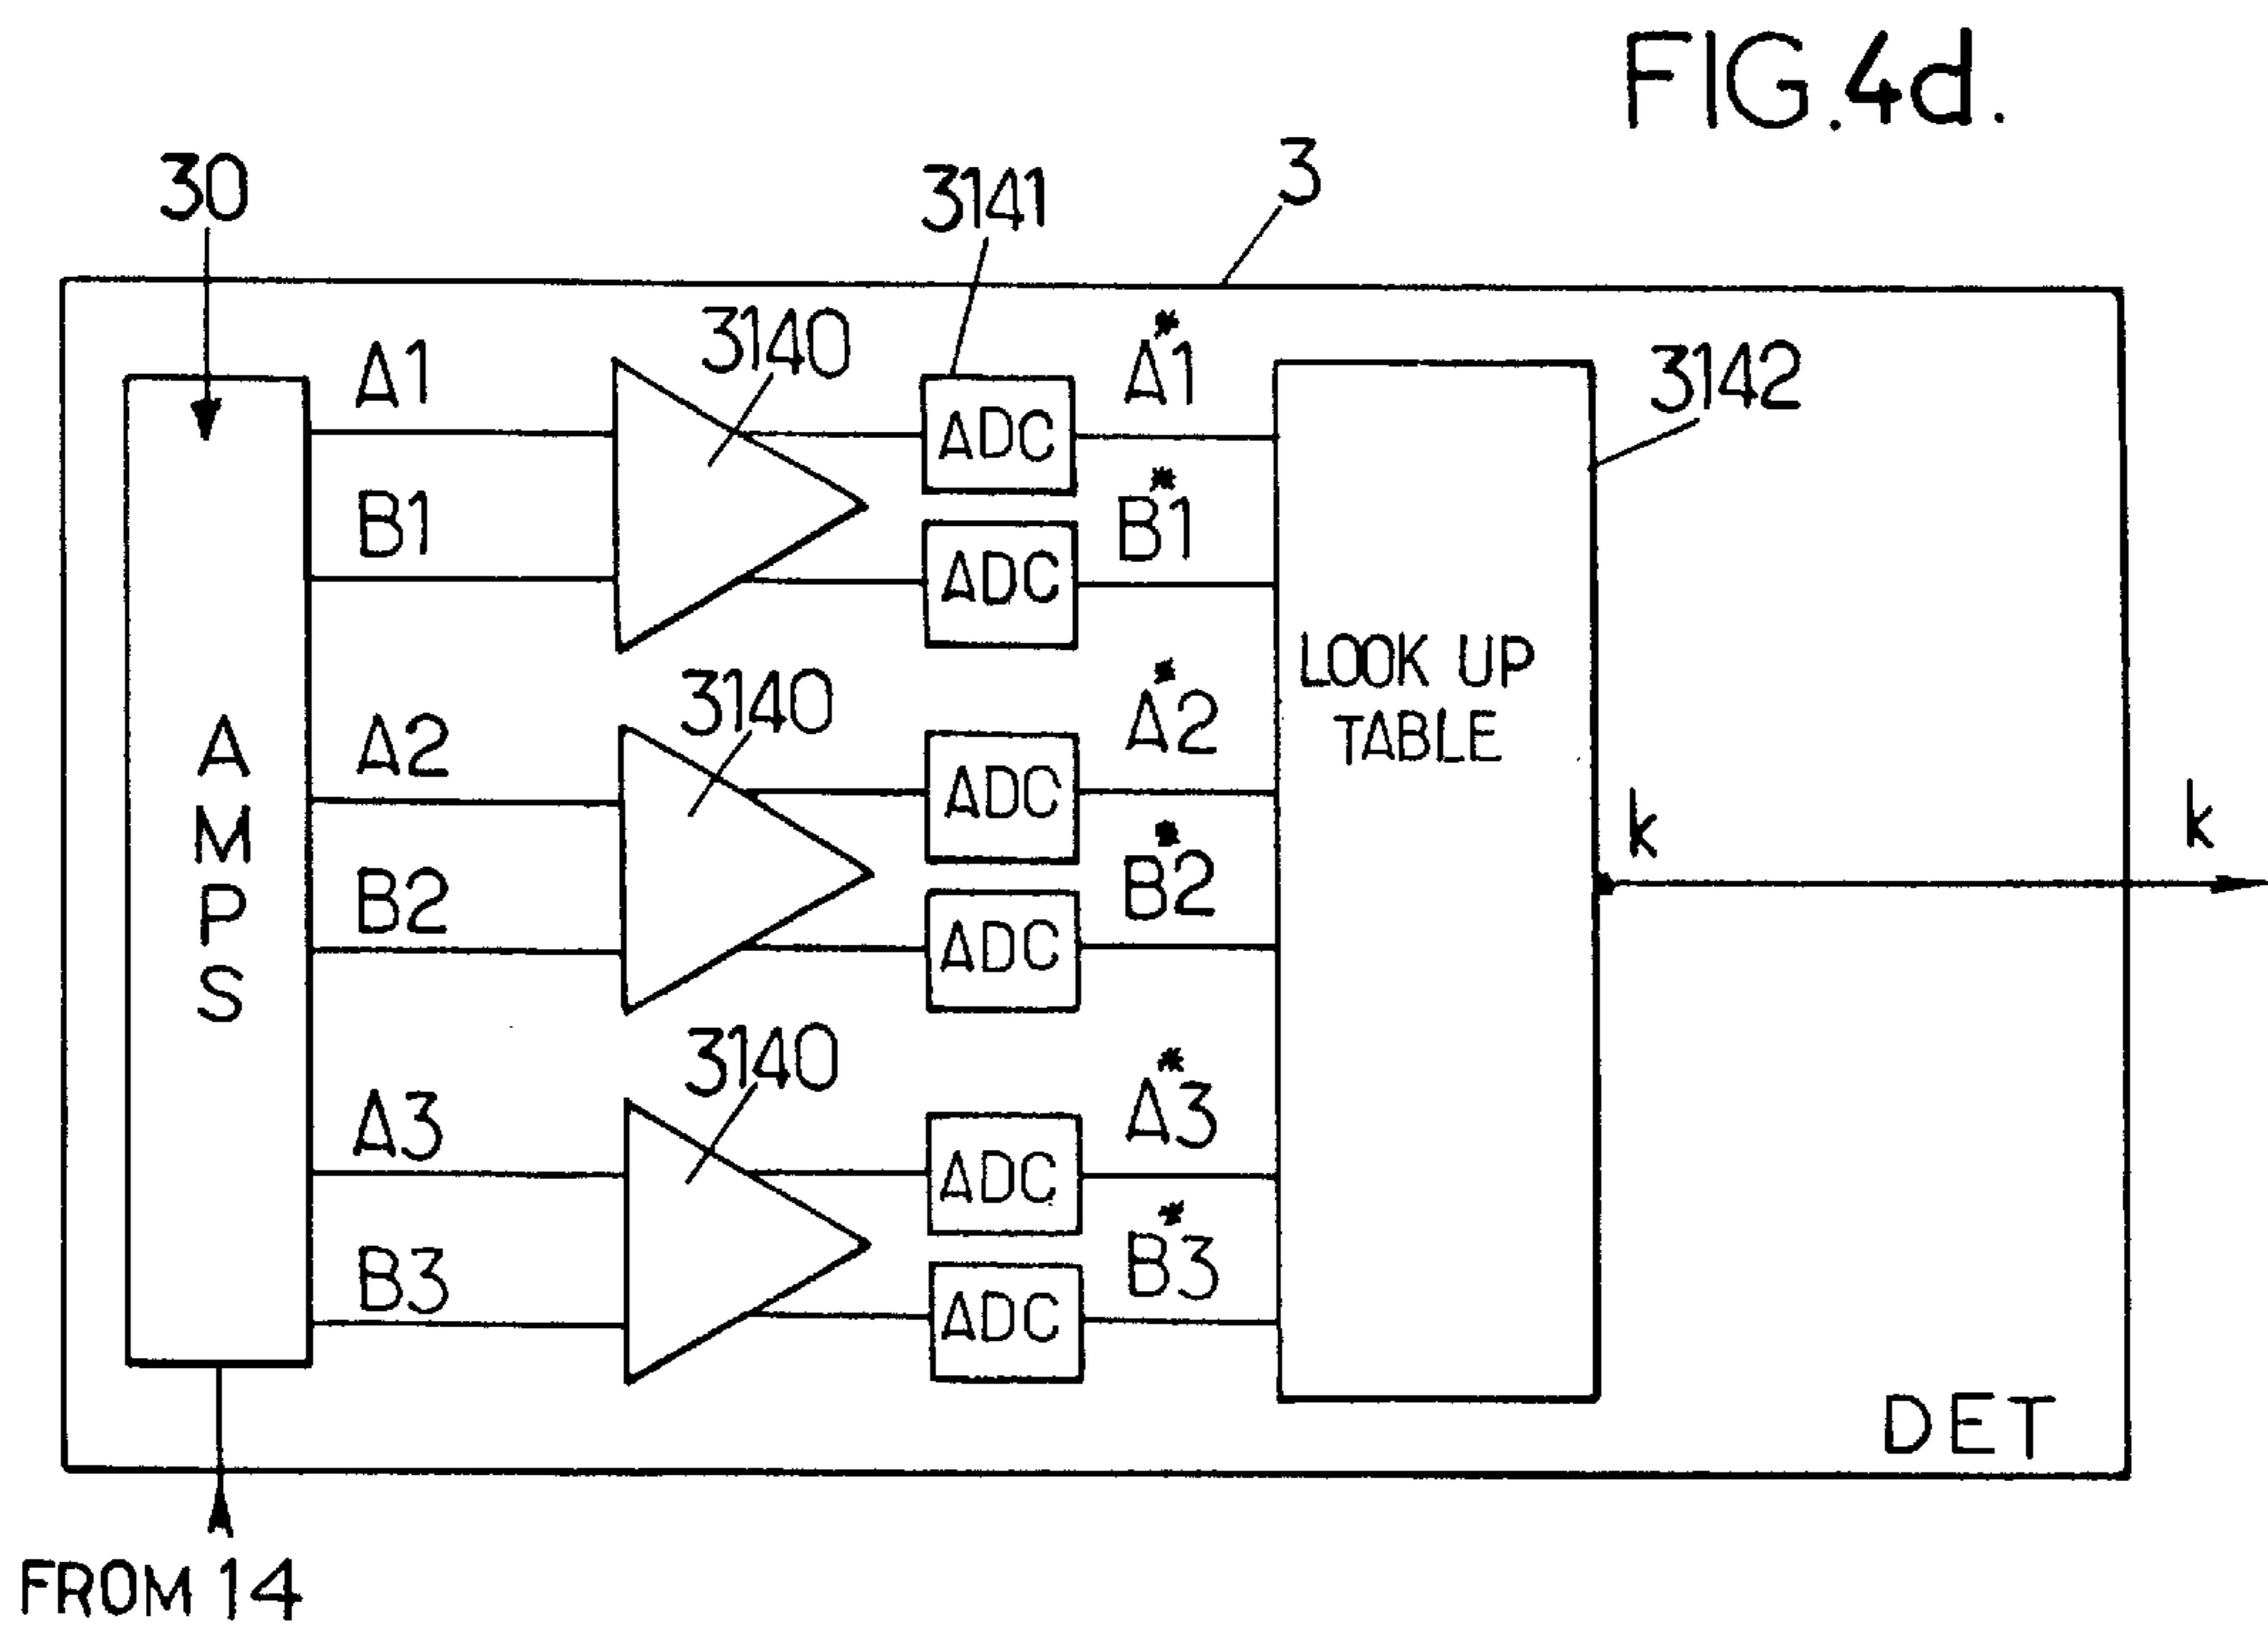 FIG.4d.
30
3141
3
3140
A1
ADC
A*1
3142
B1
ADC
B*1
LOOK UP
TABLE
3140
A2
ADC
A*2
k
k
B2
ADC
B*2
AMPS
3140
A3
ADC
A*3
B3
ADC
B*3
DET
FROM 14